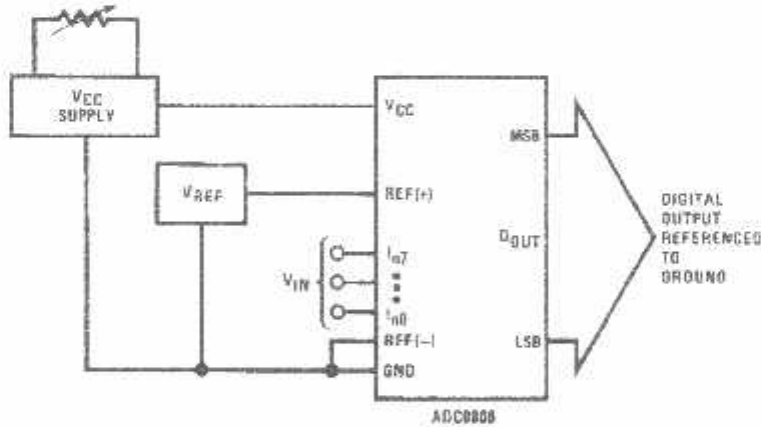 VCC
SUPPLY
VREF
VIN
VCC
REF(+)
In7
In0
REF(−)
GND
MSB
DOUT
LSB
DIGITAL
OUTPUT
REFERENCED
TO
GROUND
ADC0808